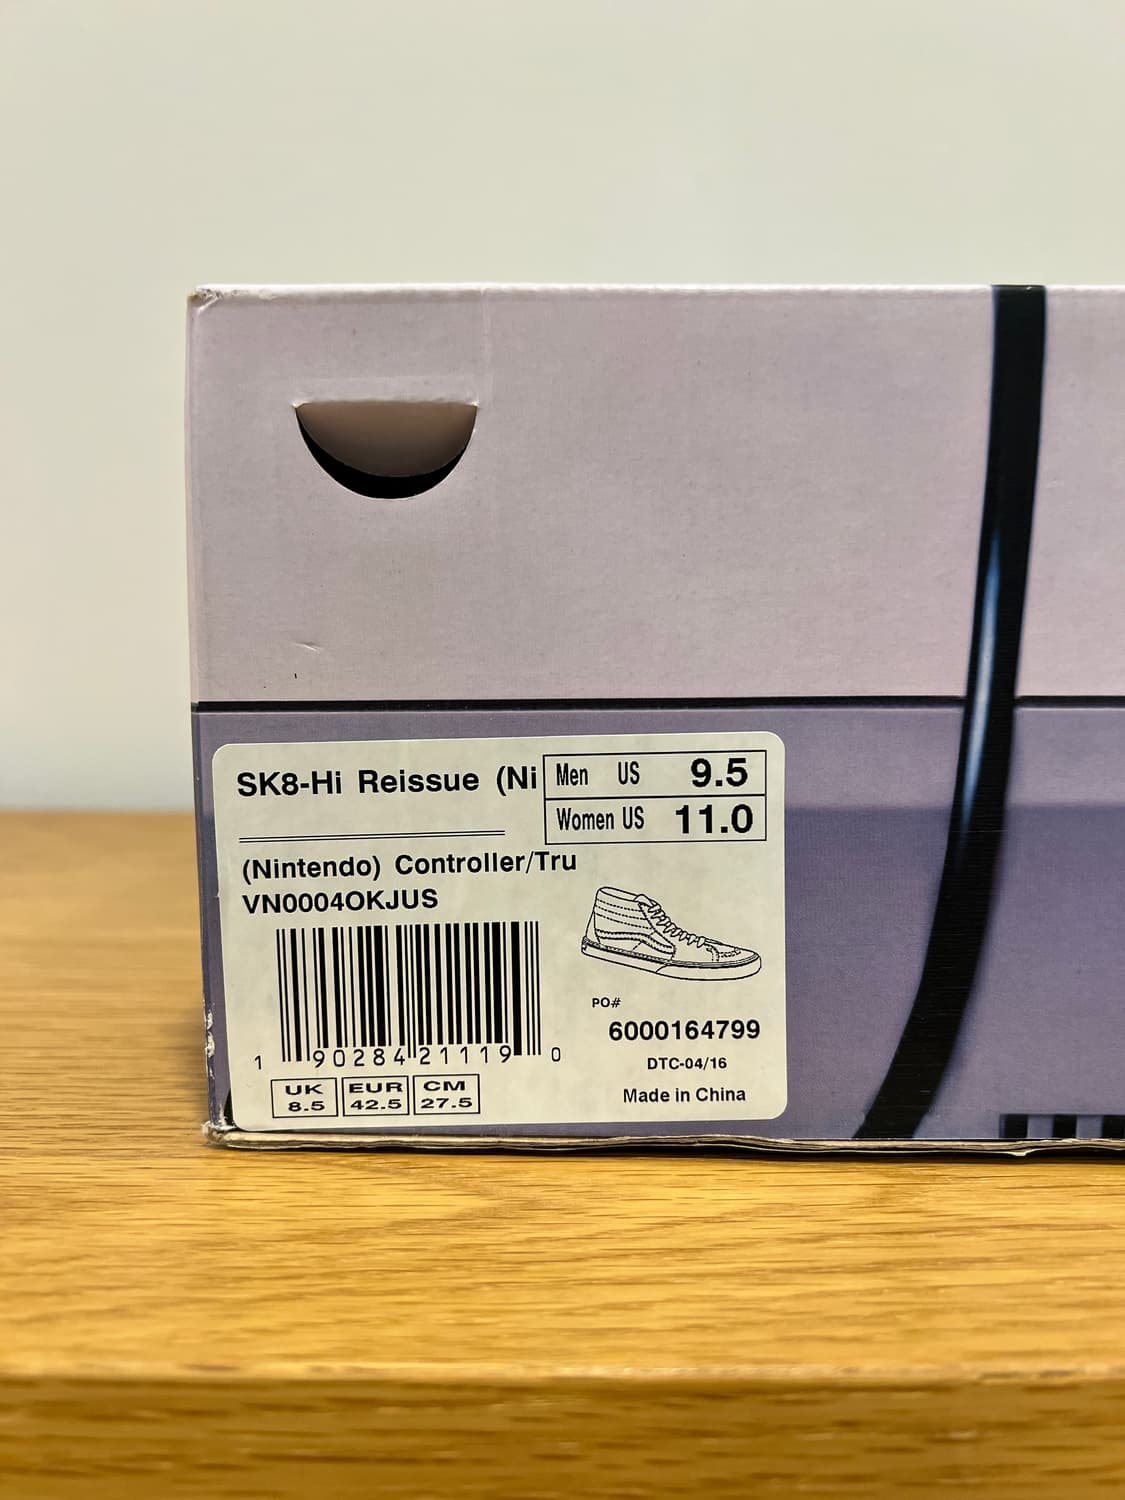 SK8-Hi Reissue (Ni
Men US 9.5
Women US 11.0
(Nintendo) Controller/Tru
VN0004OKJUS
1 90284 21119 0
PO#
6000164799
DTC-04/16
Made in China
UK 8.5
EUR 42.5
CM 27.5